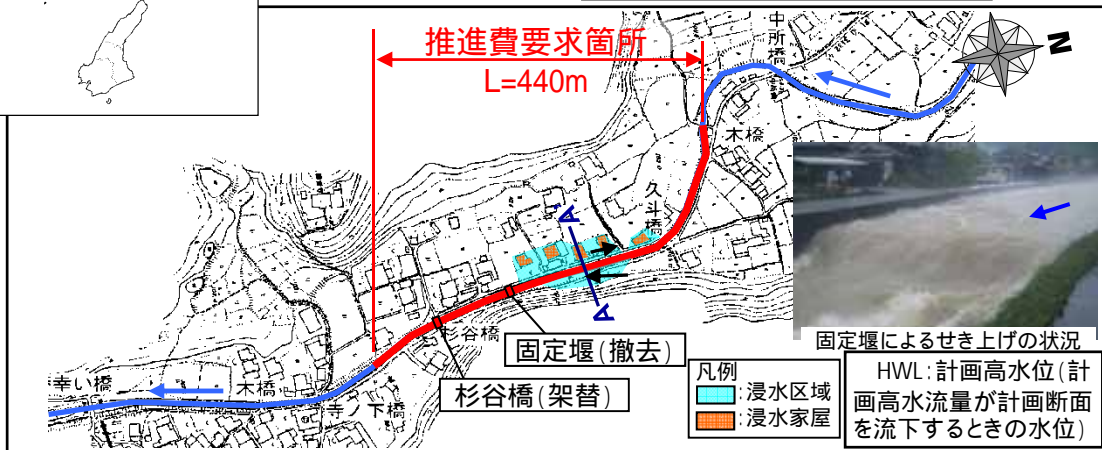 推進費要求箇所
L=440m
中所橋
N
木橋
久斗橋
A'
A
杉谷橋
固定堰(撤去)
杉谷橋(架替)
幸い橋
木橋
寺ノ下橋
固定堰によるせき上げの状況
凡例
:浸水区域
:浸水家屋
HWL:計画高水位(計
画高水流量が計画断面
を流下するときの水位)